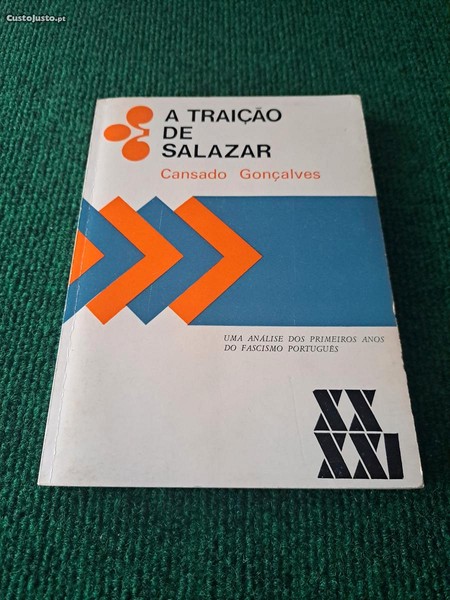 CustoJusto.pt
A TRAIÇÃO
DE
SALAZAR
Cansado Gonçalves
UMA ANÁLISE DOS PRIMEIROS ANOS
DO FASCISMO PORTUGUÊS
XX
XXI